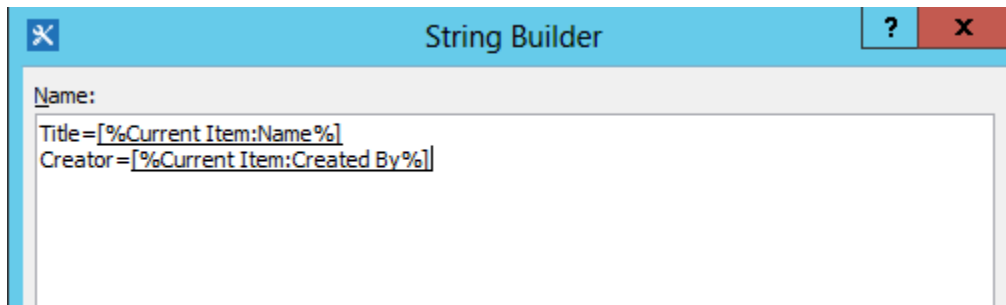 String Builder
? x
Name:
Title=[%Current Item:Name%]
Creator=[%Current Item:Created By%]